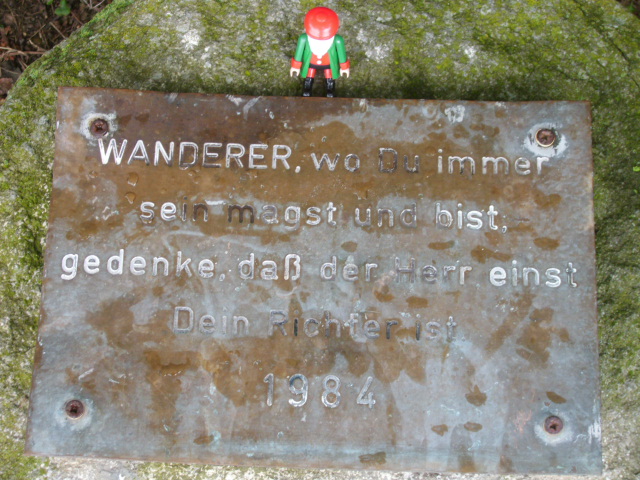 WANDERER, wo Du immer
sein magst und bist,-
gedenke, daß der Herr einst
Dein Richter ist
1984